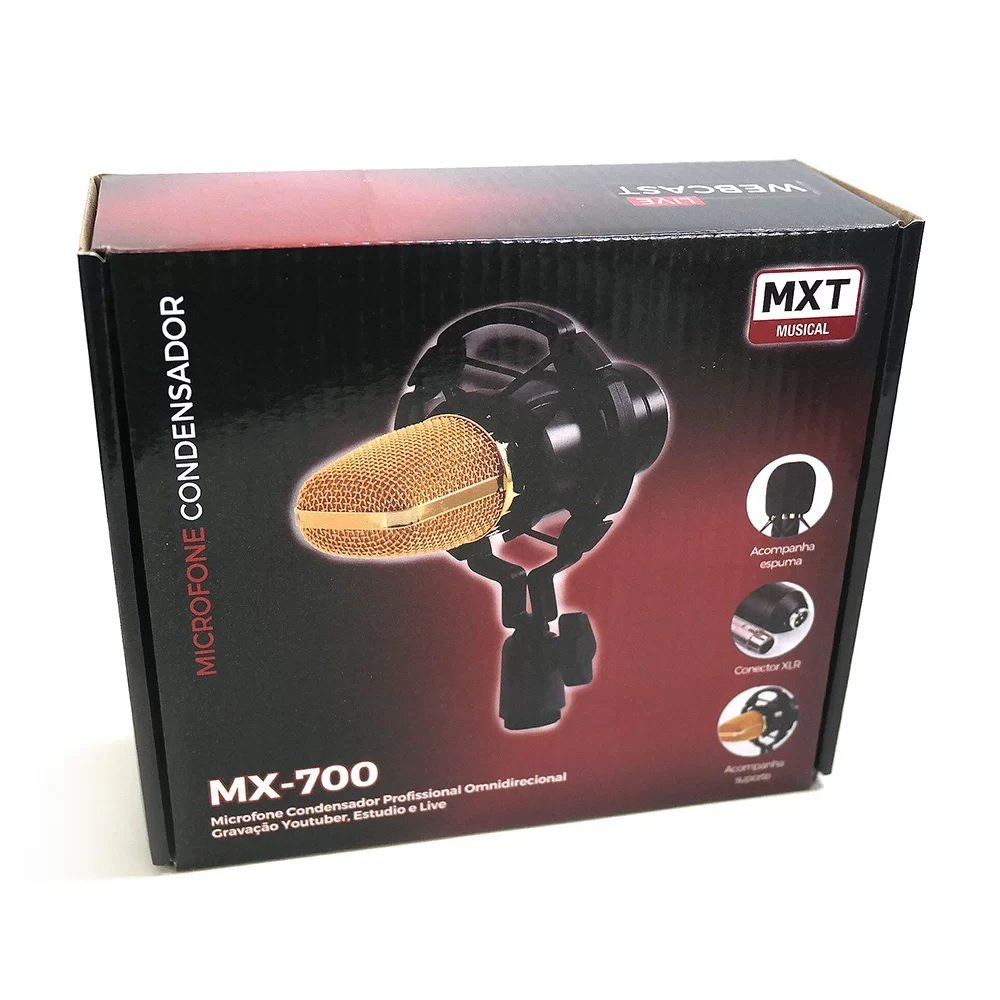 WEBCAST
LIVE
MXT
MUSICAL
MICROFONE CONDENSADOR
Acompanha
espuma
Conector XLR
Acompanha
suporte
MX-700
Microfone Condensador Profissional Omnidirecional
Gravação Youtuber, Estudio e Live